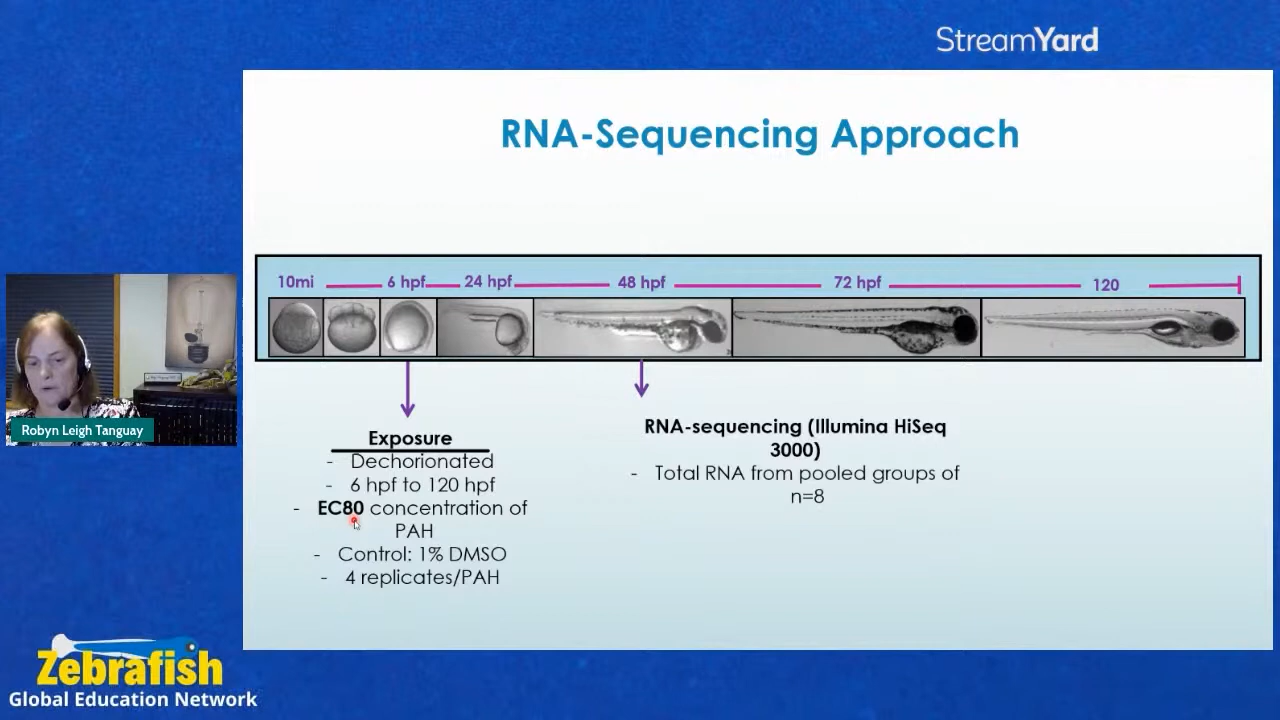 StreamYard
RNA-Sequencing Approach
10mi 6 hpf 24 hpf 48 hpf 72 hpf 120
Exposure
- Dechorionated
- 6 hpf to 120 hpf
- EC80 concentration of
PAH
- Control: 1% DMSO
- 4 replicates/PAH
RNA-sequencing (Illumina HiSeq
3000)
- Total RNA from pooled groups of
n=8
Robyn Leigh Tanguay
Zebrafish
Global Education Network